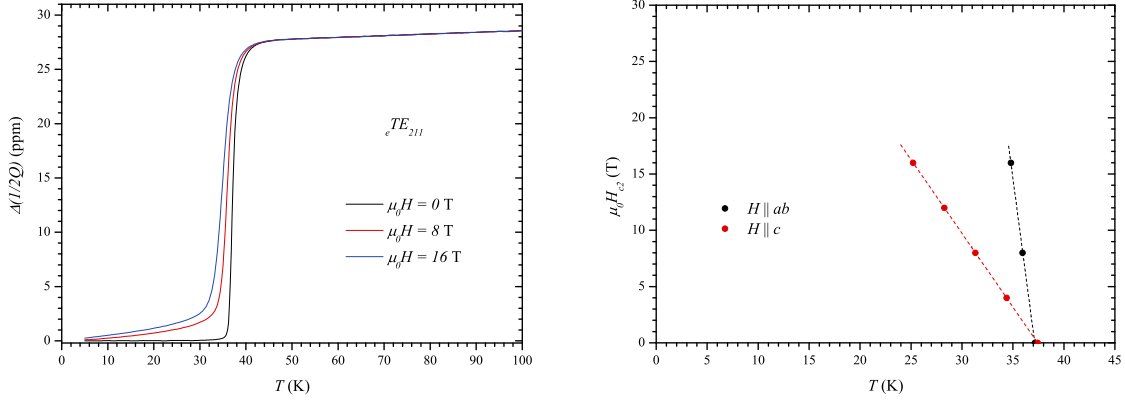 30
25
20
15
10
5
0
Δ(1/2Q) (ppm)
eTE211
μ0H = 0 T
μ0H = 8 T
μ0H = 16 T
0 10 20 30 40 50 60 70 80 90 100
T (K)
30
25
20
15
10
5
0
μ0Hc2 (T)
H || ab
H || c
0 5 10 15 20 25 30 35 40 45
T (K)